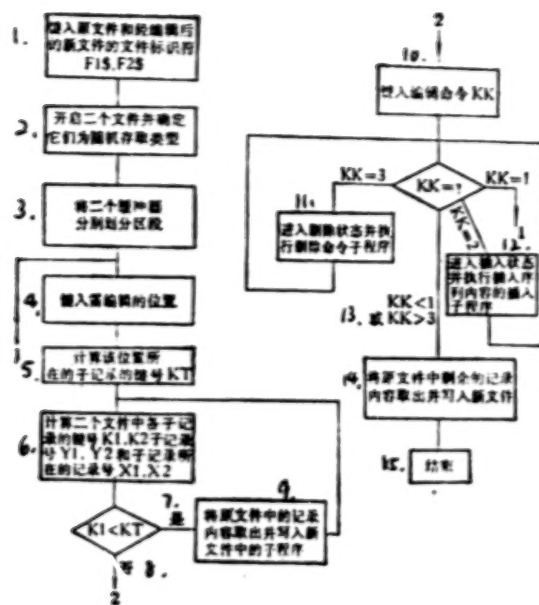 1.
键入原文件和经编辑后
的新文件的文件标识符
F1$, F2$
2.
开启二个文件并确定
它们为随机存取类型
3.
将二个缓冲器
分别划分区段
4.
键入需编辑的位置
1
5.
计算该位置所
在的子记录的编号KT
6.
计算二个文件中各子记
录的编号K1、K2子记录
号Y1、Y2和子记录所
在的记录号X1、X2
7.
K1<KT
是
9.
将原文件中的记录
内容取出并写入新
文件中的子程序
否 8.
2
2
10.
键入编辑命令KK
KK=3
KK=?
KK=1
1
KK=2
11.
进入删除状态并执
行删除命令子程序
12.
进入插入状态
并执行插入序
列内容的插入
子程序
KK<1
13. 或 KK>3
14.
将原文件中剩余的记录
内容取出并写入新文件
15.
结束